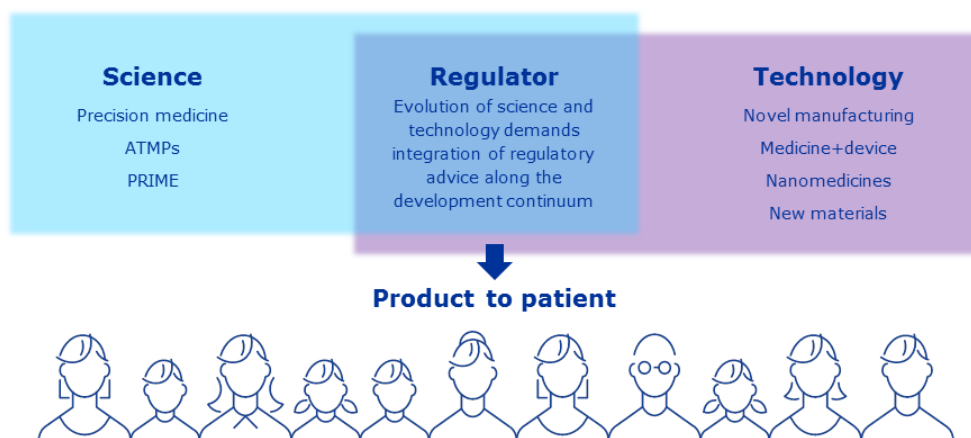 Science
Precision medicine
ATMPs
PRIME
Regulator
Evolution of science and
technology demands
integration of regulatory
advice along the
development continuum
Technology
Novel manufacturing
Medicine+device
Nanomedicines
New materials
Product to patient